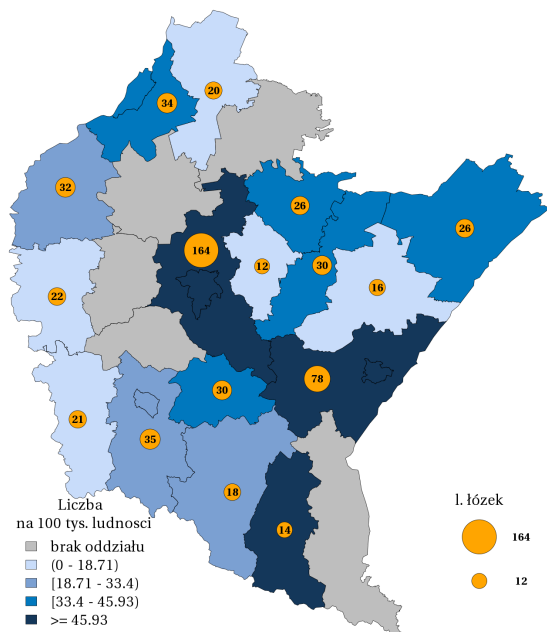 20
34
32
26
26
164
12
30
16
22
78
30
21
35
18
14
Liczba
na 100 tys. ludnosci
brak oddziału
(0 - 18.71)
[18.71 - 33.4)
[33.4 - 45.93)
>= 45.93
l. łózek
164
12